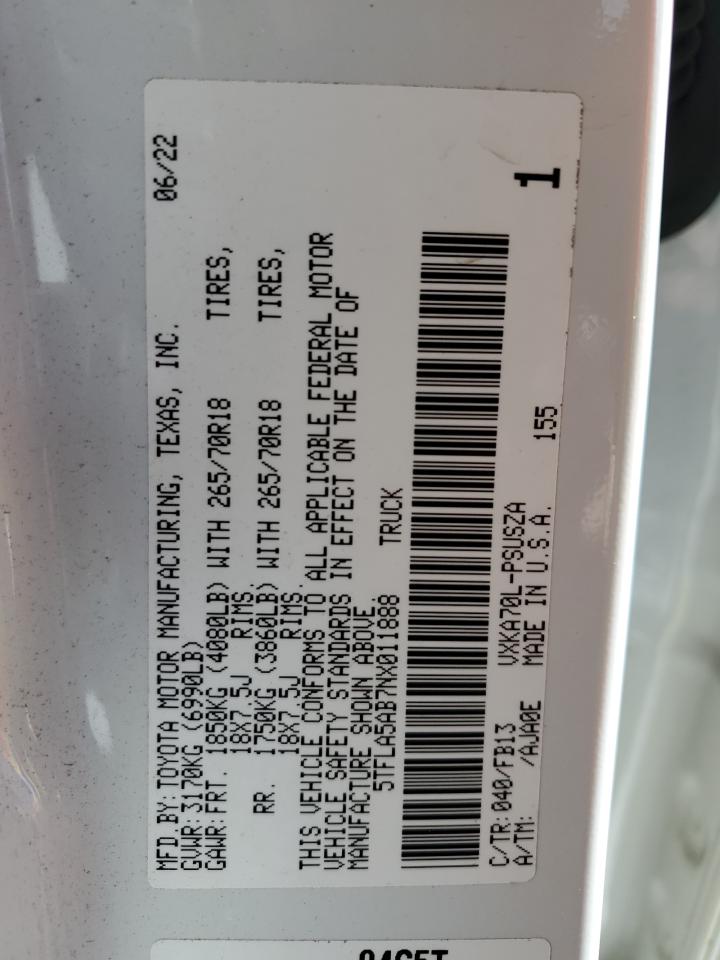 MFD.BY:TOYOTA MOTOR MANUFACTURING, TEXAS, INC. 06/22
GVWR:3170KG (6990LB)
GAWR:FRT. 1850KG (4080LB) WITH 265/70R18 TIRES,
18X7.5J RIMS,
RR. 1750KG (3860LB) WITH 265/70R18 TIRES,
18X7.5J RIMS.
THIS VEHICLE CONFORMS TO ALL APPLICABLE FEDERAL MOTOR
VEHICLE SAFETY STANDARDS IN EFFECT ON THE DATE OF
MANUFACTURE SHOWN ABOVE.
5TFLA5AB7NX011888 TRUCK
C/TR:040/FB13 VXKA70L-PSUSZA 155 1
A/TM: /AJA0E MADE IN U.S.A.